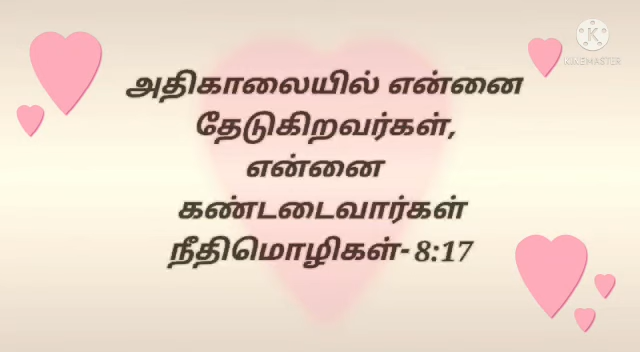 KINEMASTER
அதிகாலையில் என்னை
தேடுகிறவர்கள்,
என்னை
கண்டடைவார்கள்
நீதிமொழிகள்-8:17